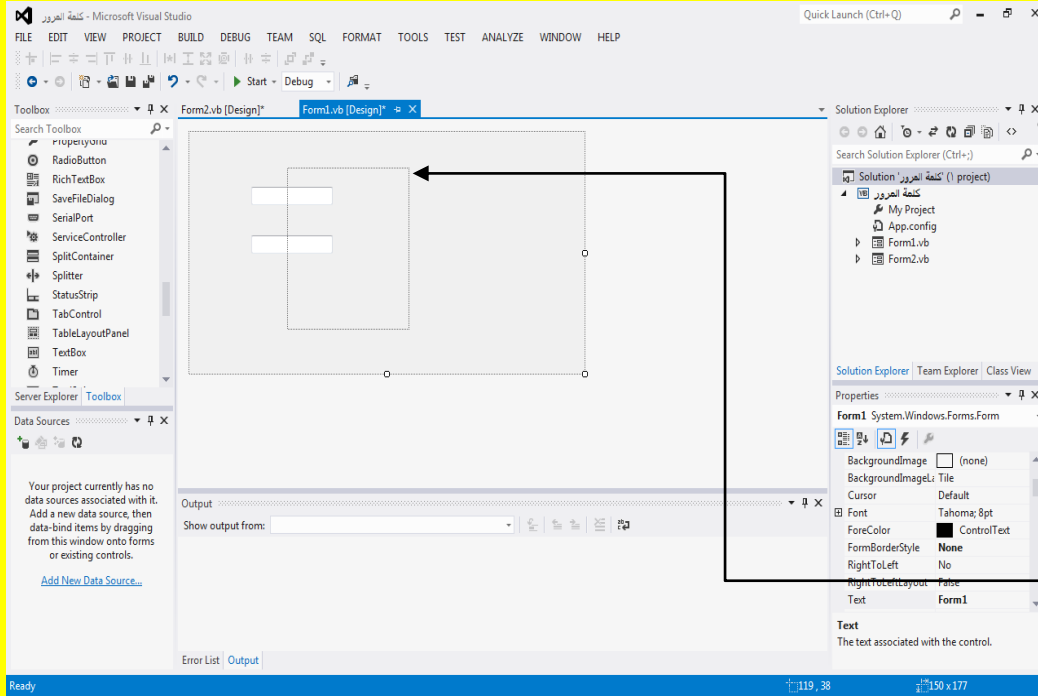 كلمة المرور - Microsoft Visual Studio
Quick Launch (Ctrl+Q)
FILE EDIT VIEW PROJECT BUILD DEBUG TEAM SQL FORMAT TOOLS TEST ANALYZE WINDOW HELP
Start Debug
Toolbox
Search Toolbox
PropertyGrid
RadioButton
RichTextBox
SaveFileDialog
SerialPort
ServiceController
SplitContainer
Splitter
StatusStrip
TabControl
TableLayoutPanel
TextBox
Timer
Server Explorer Toolbox
Data Sources
Your project currently has no
data sources associated with it.
Add a new data source, then
data-bind items by dragging
from this window onto forms
or existing controls.
Add New Data Source...
Form2.vb [Design]* Form1.vb [Design]*
Output
Show output from:
Error List Output
Solution Explorer
Search Solution Explorer (Ctrl+;)
Solution 'كلمة المرور' (١ project)
كلمة المرور
My Project
App.config
Form1.vb
Form2.vb
Solution Explorer Team Explorer Class View
Properties
Form1 System.Windows.Forms.Form
BackgroundImage (none)
BackgroundImageLa Tile
Cursor Default
Font Tahoma; 8pt
ForeColor ControlText
FormBorderStyle None
RightToLeft No
RightToLeftLayout False
Text Form1
Text
The text associated with the control.
Ready 119 , 38 150 x 177